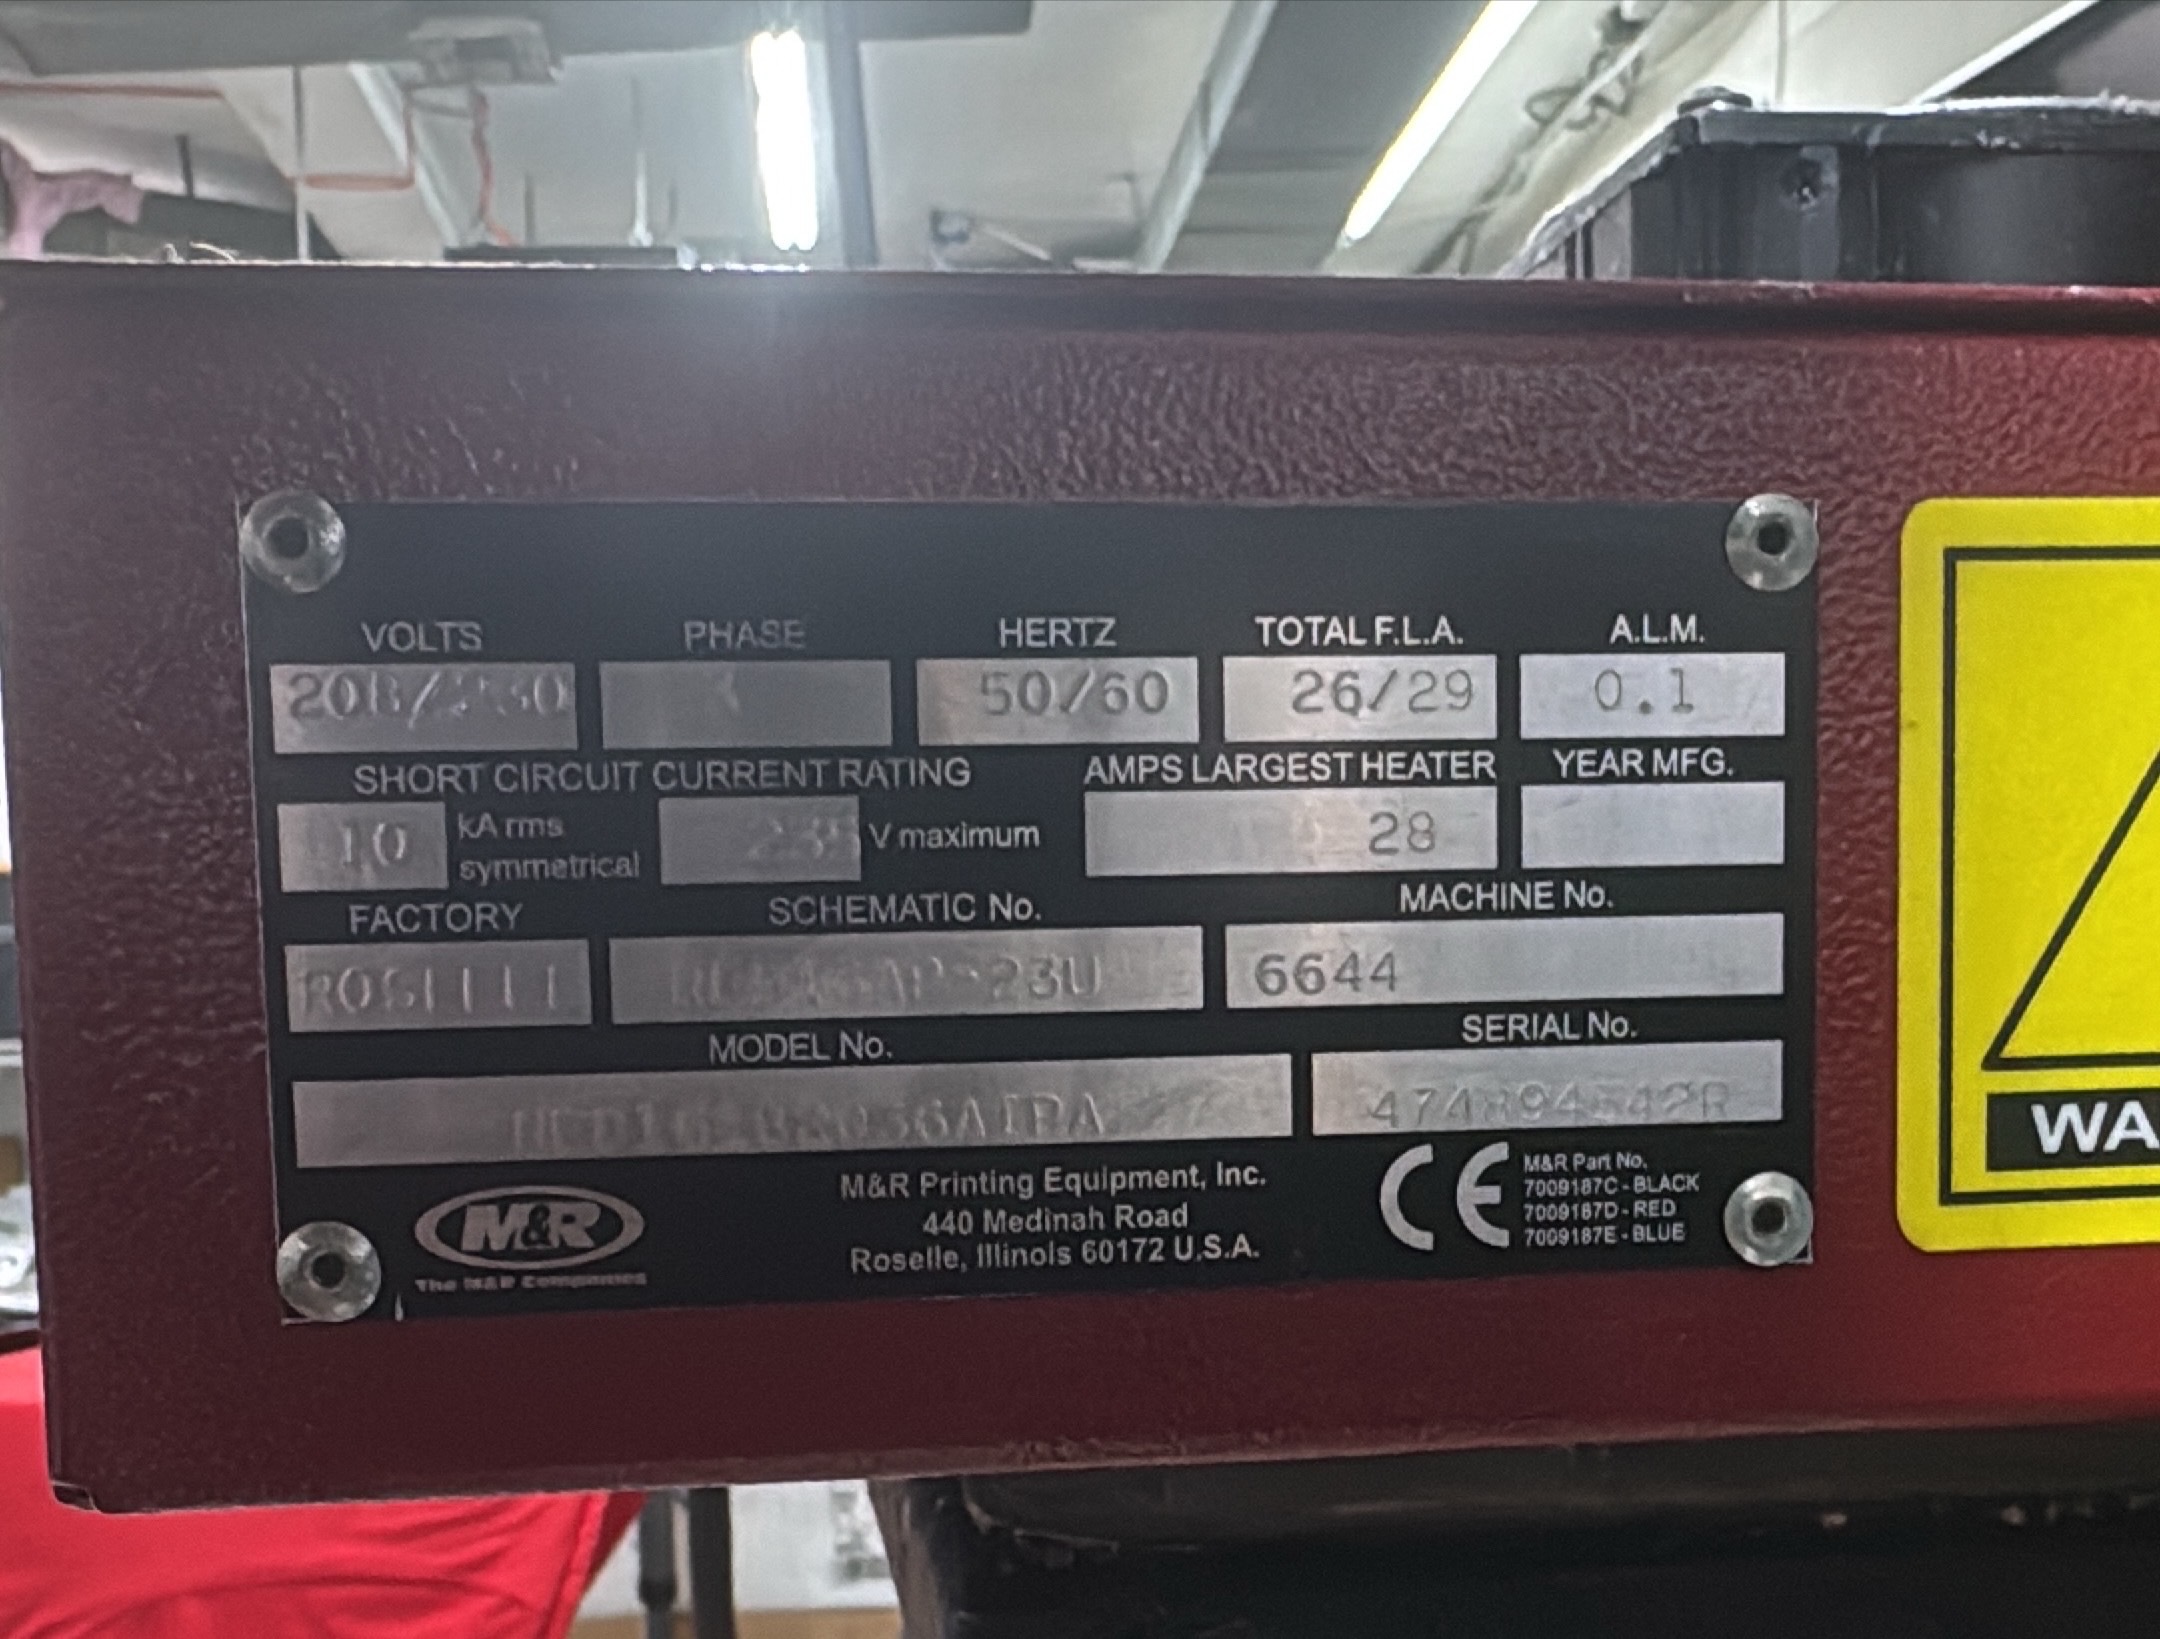 VOLTS PHASE HERTZ TOTAL F.L.A. A.L.M.
50/60 26/29 0.1
SHORT CIRCUIT CURRENT RATING AMPS LARGEST HEATER YEAR MFG.
10 kA rms symmetrical V maximum 28
FACTORY SCHEMATIC No. MACHINE No.
6644
MODEL No. SERIAL No.
M&R
The M&R Companies
M&R Printing Equipment, Inc.
440 Medinah Road
Roselle, Illinois 60172 U.S.A.
CE
M&R Part No.
7009187C - BLACK
7009187D - RED
7009187E - BLUE
WA